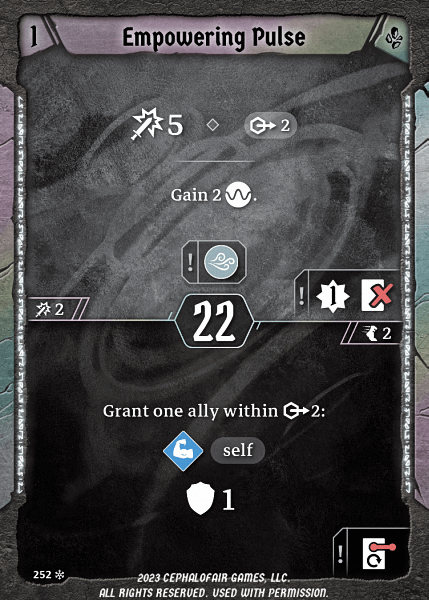 1 Empowering Pulse
5 2
Gain 2 .
! ! 1
2 22 2
Grant one ally within 2:
self
1
!
252
2023 CEPHALOFAIR GAMES, LLC.
ALL RIGHTS RESERVED. USED WITH PERMISSION.